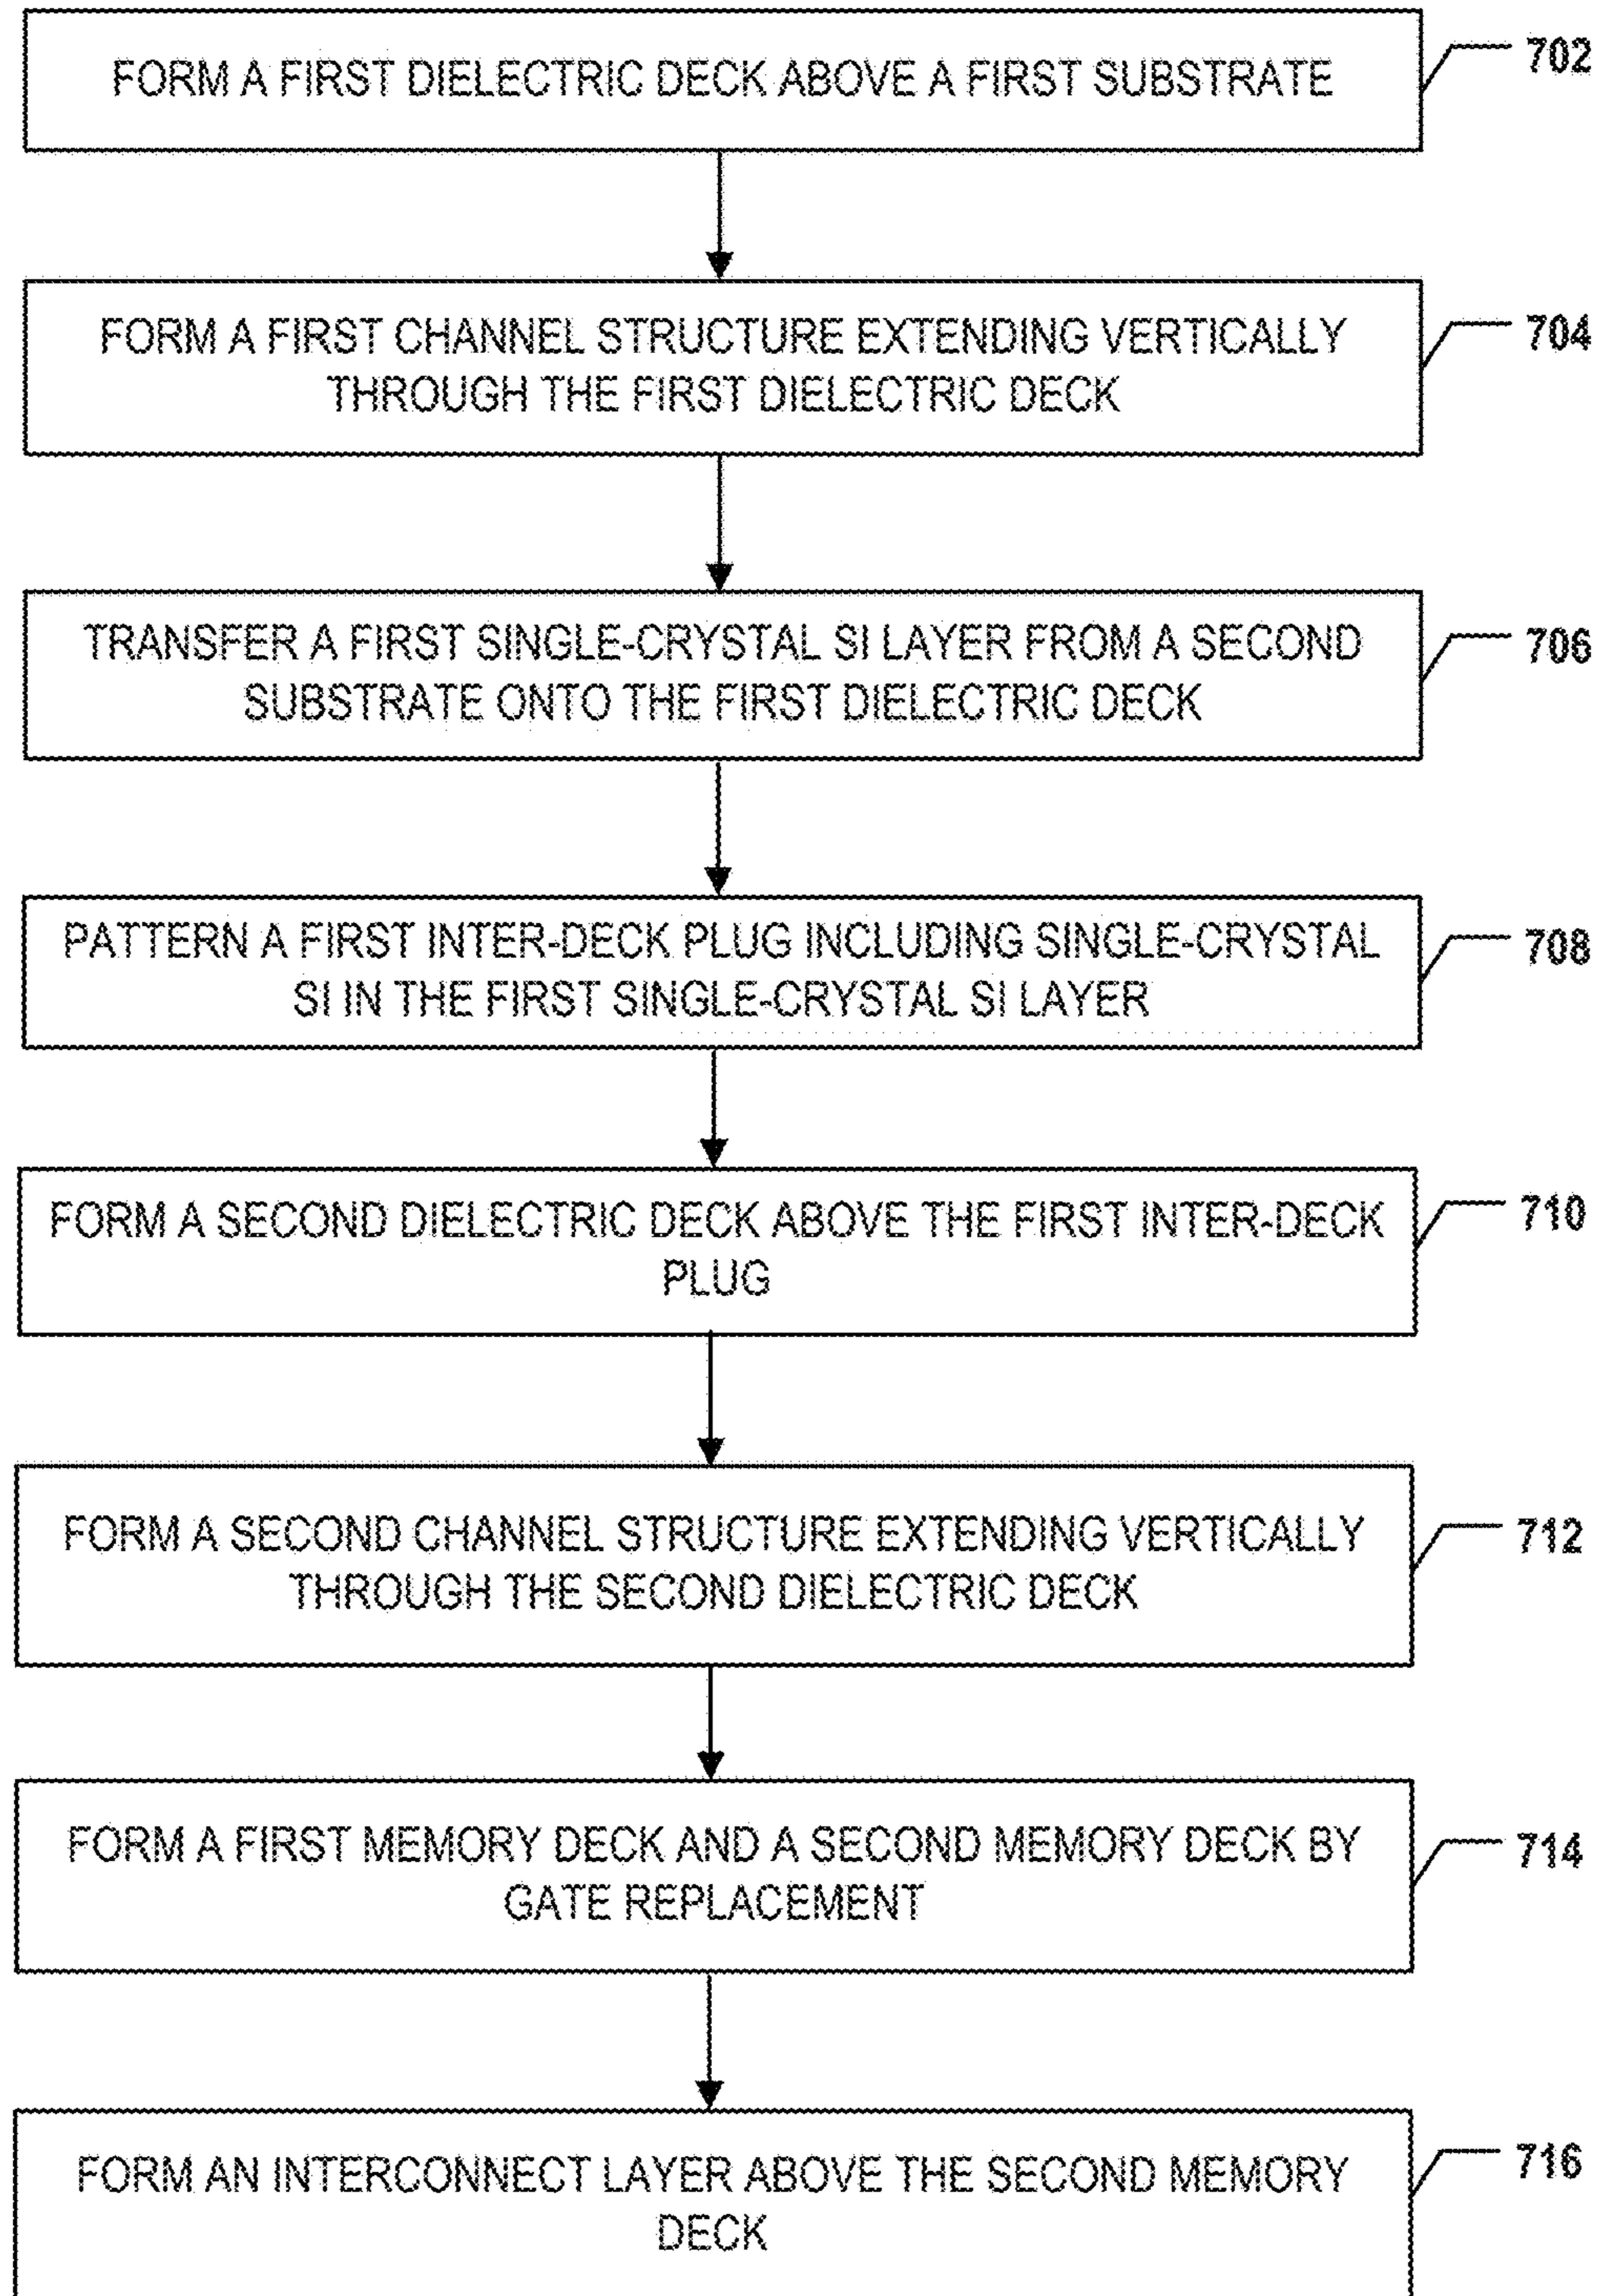 FORM A FIRST DIELECTRIC DECK ABOVE A FIRST SUBSTRATE
702
FORM A FIRST CHANNEL STRUCTURE EXTENDING VERTICALLY
THROUGH THE FIRST DIELECTRIC DECK
704
TRANSFER A FIRST SINGLE-CRYSTAL SI LAYER FROM A SECOND
SUBSTRATE ONTO THE FIRST DIELECTRIC DECK
706
PATTERN A FIRST INTER-DECK PLUG INCLUDING SINGLE-CRYSTAL
SI IN THE FIRST SINGLE-CRYSTAL SI LAYER
708
FORM A SECOND DIELECTRIC DECK ABOVE THE FIRST INTER-DECK
PLUG
710
FORM A SECOND CHANNEL STRUCTURE EXTENDING VERTICALLY
THROUGH THE SECOND DIELECTRIC DECK
712
FORM A FIRST MEMORY DECK AND A SECOND MEMORY DECK BY
GATE REPLACEMENT
714
FORM AN INTERCONNECT LAYER ABOVE THE SECOND MEMORY
DECK
716